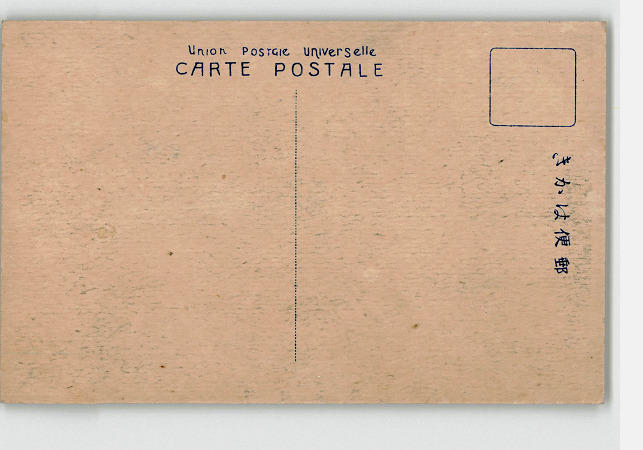 Union Postale Universelle
CARTE POSTALE
きかは便郵